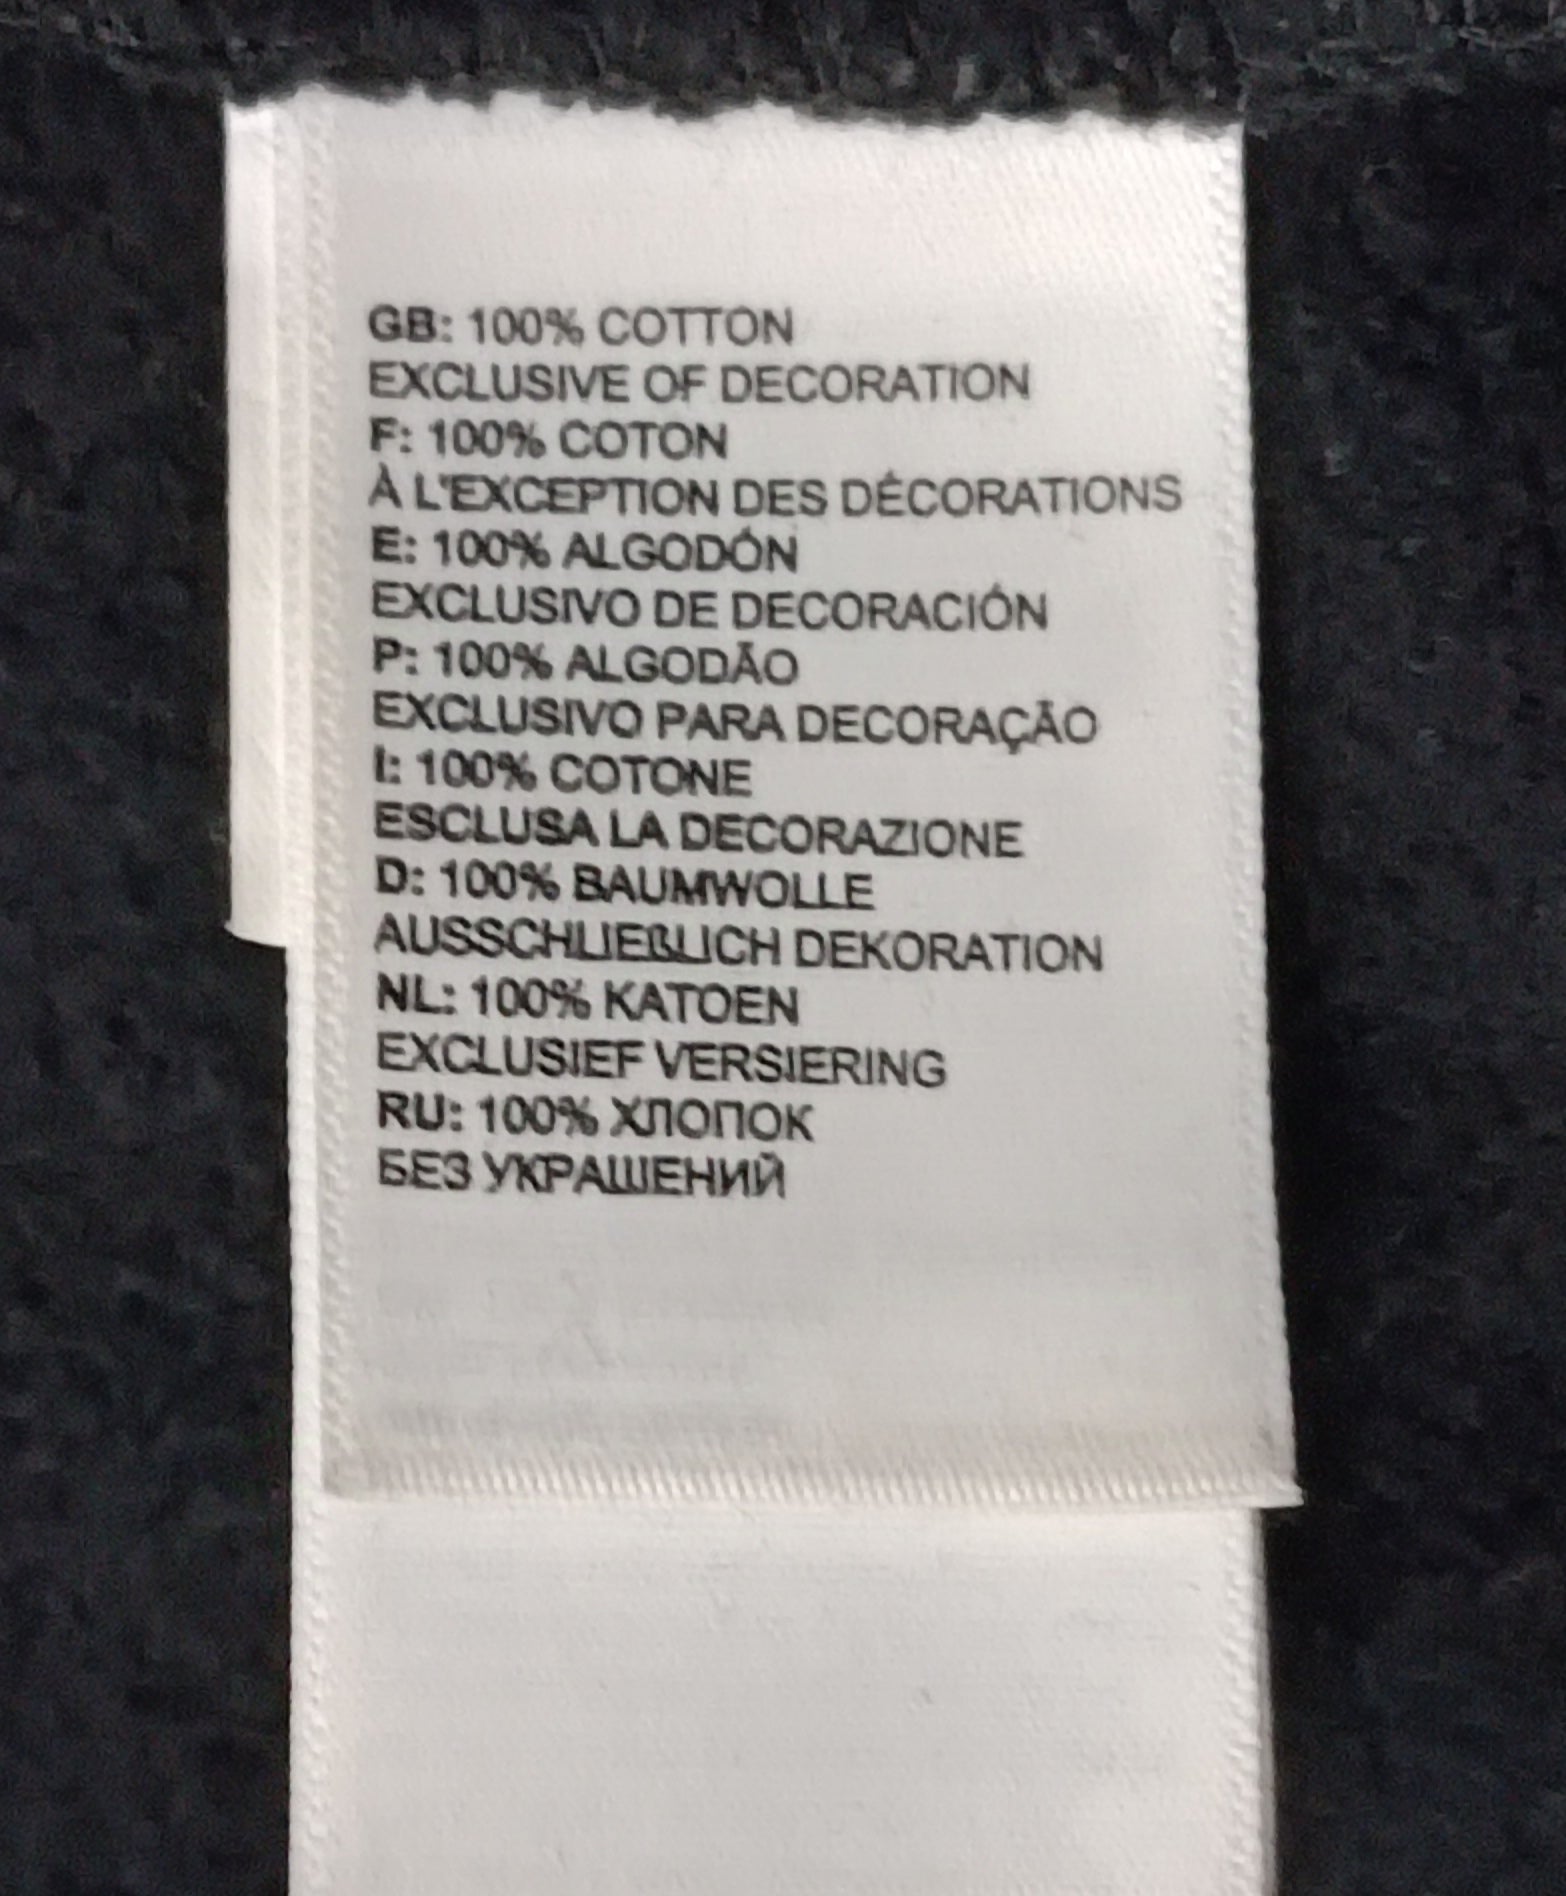 GB: 100% COTTON
EXCLUSIVE OF DECORATION
F: 100% COTON
À L'EXCEPTION DES DÉCORATIONS
E: 100% ALGODÓN
EXCLUSIVO DE DECORACIÓN
P: 100% ALGODÃO
EXCLUSIVO PARA DECORAÇÃO
I: 100% COTONE
ESCLUSA LA DECORAZIONE
D: 100% BAUMWOLLE
AUSSCHLIEßLICH DEKORATION
NL: 100% KATOEN
EXCLUSIEF VERSIERING
RU: 100% ХЛОПОК
БЕЗ УКРАШЕНИЙ